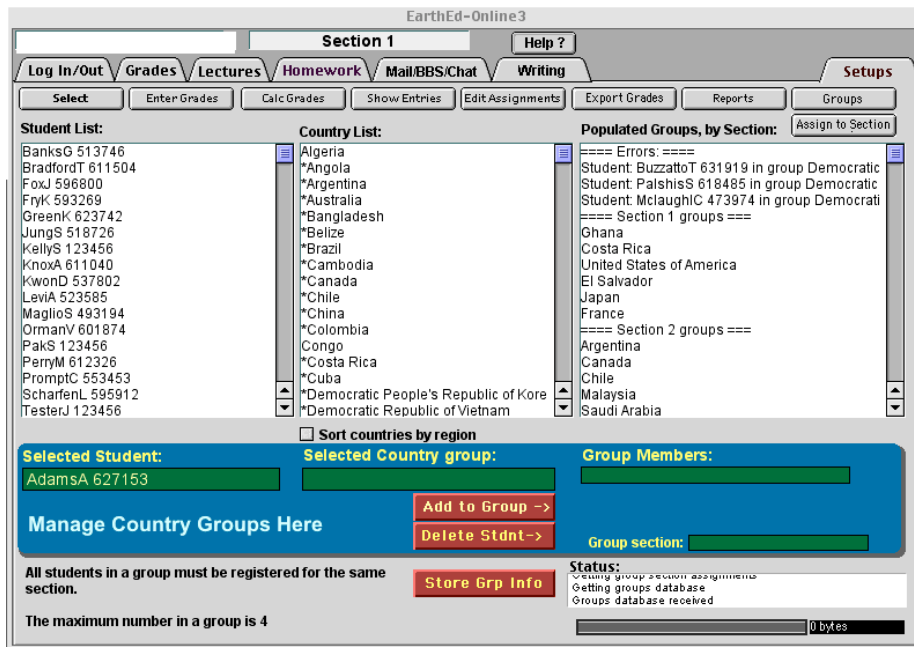 EarthEd-Online3
Section 1
Help ?
Log In/Out Grades Lectures Homework Mail/BBS/Chat Writing Setups
Select Enter Grades Calc Grades Show Entries Edit Assignments Export Grades Reports Groups
Assign to Section
Student List:
BanksG 513746
BradfordT 611504
FoxJ 596800
FryK 593269
GreenK 623742
JungS 518726
KellyS 123456
KnoxA 611040
KwonD 537802
LeviA 523585
MaglioS 493194
OrmanV 601874
PakS 123456
PerryM 612326
PromptC 553453
ScharfenL 595912
TesterJ 123456
Country List:
Algeria
*Angola
*Argentina
*Australia
*Bangladesh
*Belize
*Brazil
*Cambodia
*Canada
*Chile
*China
*Colombia
Congo
*Costa Rica
*Cuba
*Democratic People's Republic of Kore
*Democratic Republic of Vietnam
Sort countries by region
Populated Groups, by Section:
==== Errors: ====
Student: BuzzattoT 631919 in group Democratic
Student: PalshisS 618485 in group Democratic
Student: McLaughlC 473974 in group Democrati
==== Section 1 groups ===
Ghana
Costa Rica
United States of America
El Salvador
Japan
France
==== Section 2 groups ===
Argentina
Canada
Chile
Malaysia
Saudi Arabia
Selected Student:
AdamsA 627153
Selected Country group:
Group Members:
Manage Country Groups Here
Add to Group ->
Delete Stdnt->
Group section:
All students in a group must be registered for the same
section.
The maximum number in a group is 4
Store Grp Info
Status:
Getting group section assignments
Getting groups database
Groups database received
0 bytes